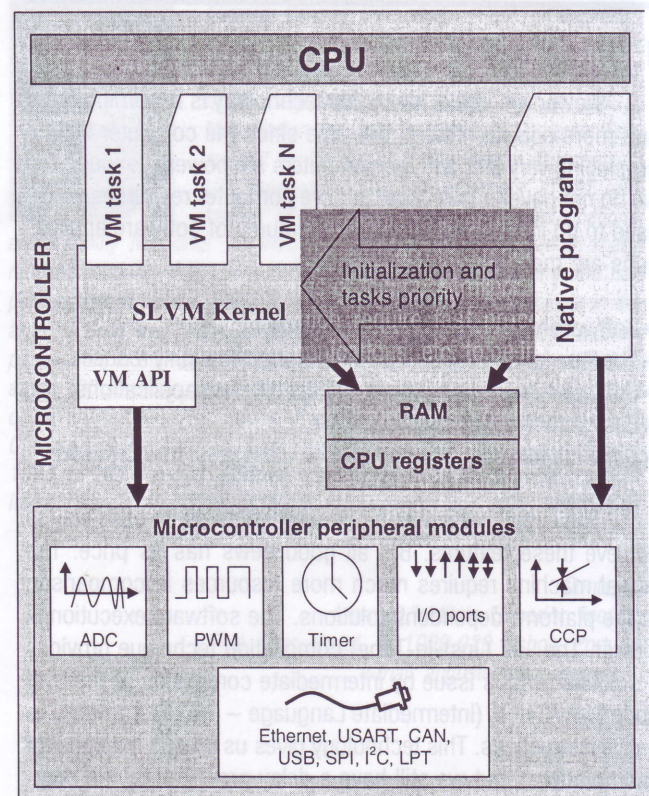 CPU
VM task 1
VM task 2
VM task N
Native program
MICROCONTROLLER
Initialization and
tasks priority
SLVM Kernel
VM API
RAM
CPU registers
Microcontroller peripheral modules
ADC
PWM
Timer
I/O ports
CCP
Ethernet, USART, CAN,
USB, SPI, I²C, LPT